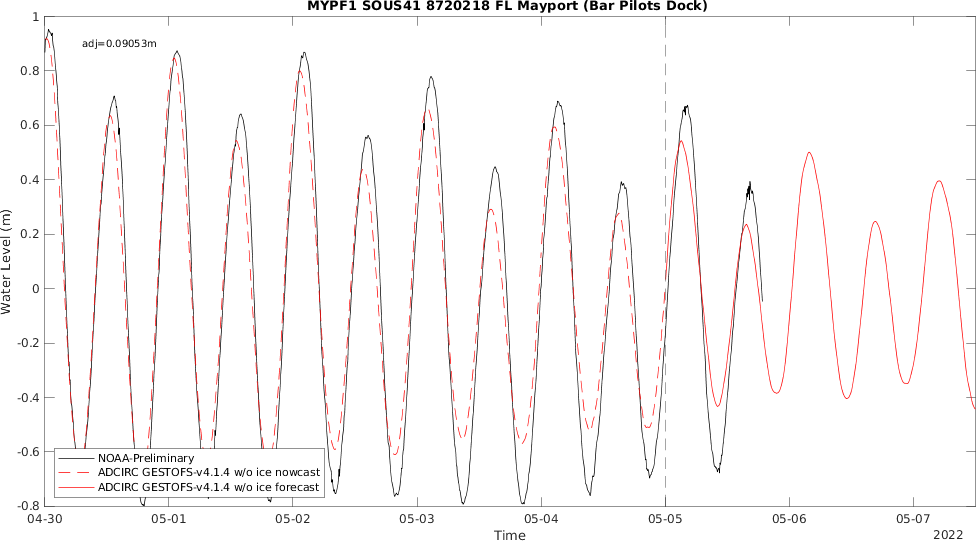 MYPF1 SOUS41 8720218 FL Mayport (Bar Pilots Dock)
adj=0.09053m
1
0.8
0.6
0.4
0.2
0
-0.2
-0.4
-0.6
-0.8
Water Level (m)
NOAA-Preliminary
ADCIRC GESTOFS-v4.1.4 w/o ice nowcast
ADCIRC GESTOFS-v4.1.4 w/o ice forecast
04-30 05-01 05-02 05-03 05-04 05-05 05-06 05-07
Time
2022